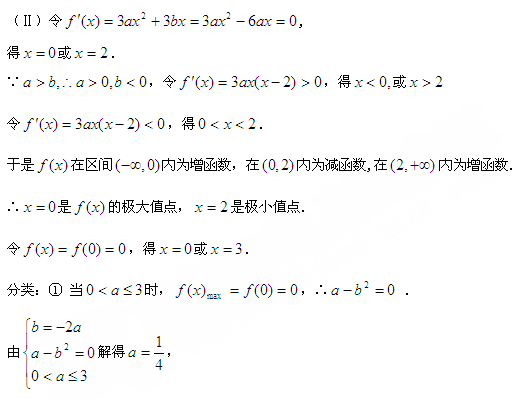 （Ⅱ）令 f′(x) = 3ax² + 3bx = 3ax² − 6ax = 0，
得 x = 0 或 x = 2．
∵ a > b, ∴ a > 0, b < 0，令 f′(x) = 3ax(x − 2) > 0，得 x < 0, 或 x > 2
令 f′(x) = 3ax(x − 2) < 0，得 0 < x < 2．
于是 f(x) 在区间 (−∞, 0) 内为增函数，在 (0, 2) 内为减函数, 在 (2, +∞) 内为增函数．
∴ x = 0 是 f(x) 的极大值点，x = 2 是极小值点．
令 f(x) = f(0) = 0，得 x = 0 或 x = 3．
分类：① 当 0 < a ≤ 3 时，f(x)max = f(0) = 0，∴ a − b² = 0 ．
由 { b = −2a
a − b² = 0 解得 a = 1/4，
0 < a ≤ 3